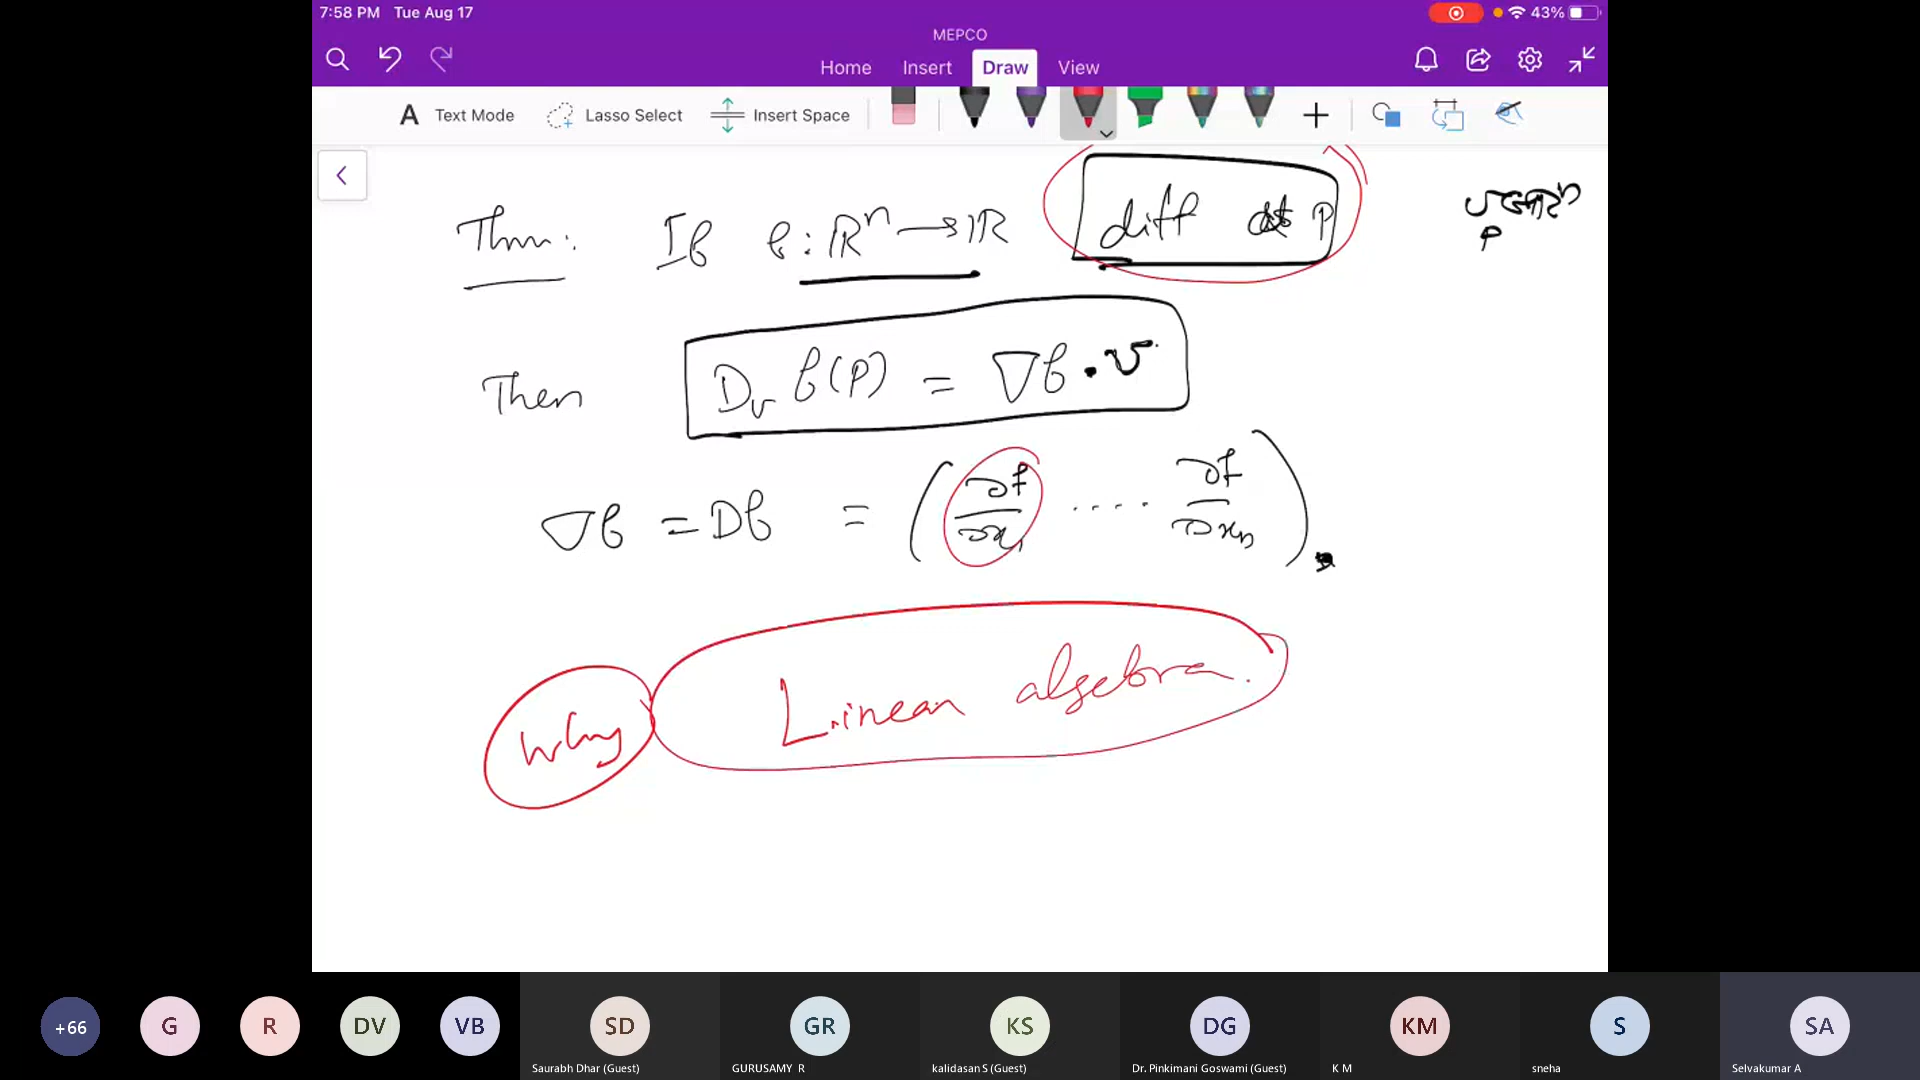 7:58 PM Tue Aug 17
43%
MEPCO
Home Insert Draw View
A Text Mode Lasso Select Insert Space
Thm: If f: ℝⁿ → ℝ diff at P
v ∈ ℝⁿ
P
Then D_v f(P) = ∇f · v
∇f = Df = (∂f/∂x₁ ..... ∂f/∂xₙ).
why Linear algebra.
+66 G R DV VB SD GR KS DG KM S SA
Saurabh Dhar (Guest) GURUSAMY R kalidasan S (Guest) Dr. Pinkimani Goswami (Guest) K M sneha Selvakumar A